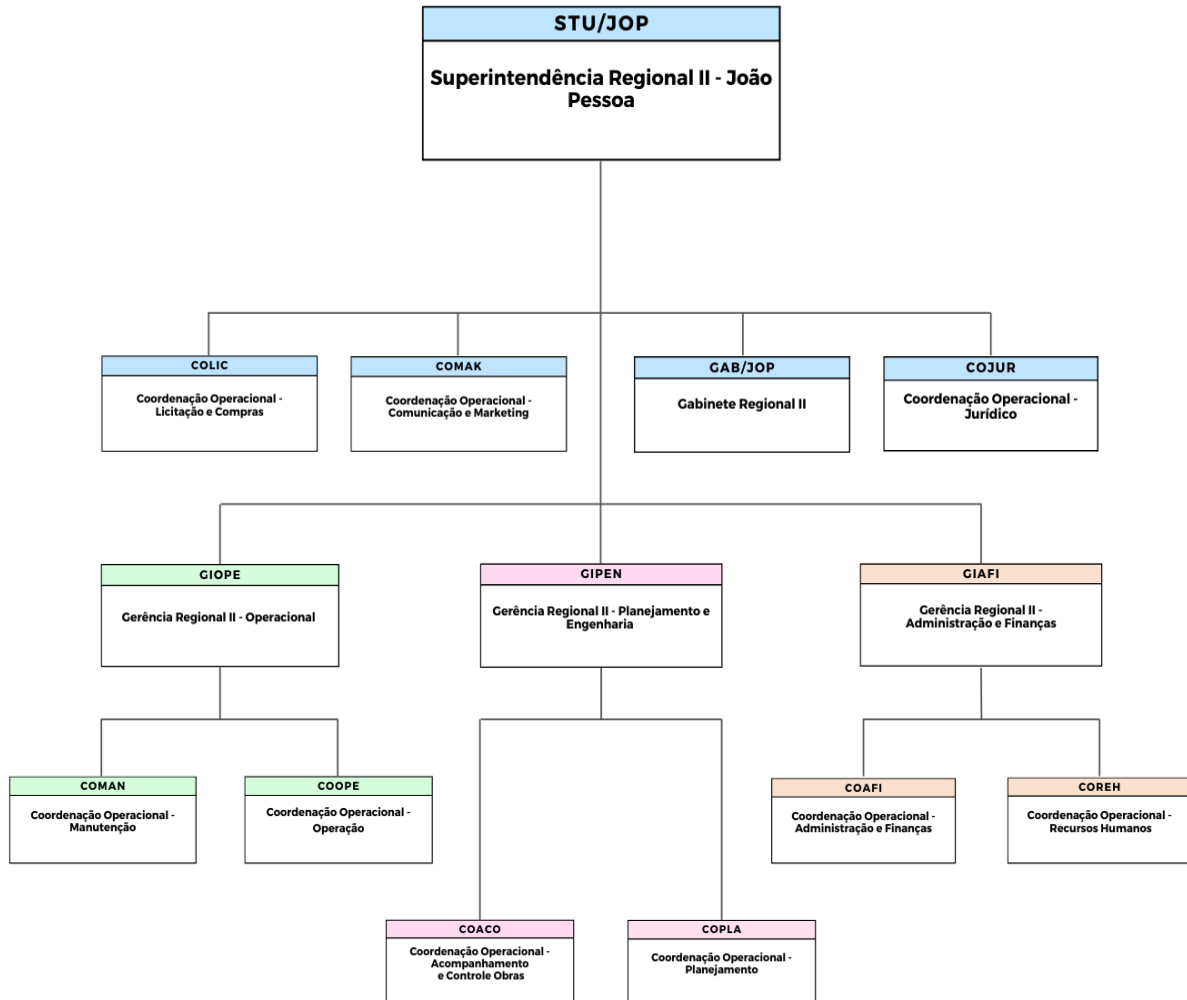 STU/JOP
Superintendência Regional II - João
Pessoa
COLIC
Coordenação Operacional -
Licitação e Compras
COMAK
Coordenação Operacional -
Comunicação e Marketing
GAB/JOP
Gabinete Regional II
COJUR
Coordenação Operacional -
Jurídico
GIOPE
Gerência Regional II - Operacional
GIPEN
Gerência Regional II - Planejamento e
Engenharia
GIAFI
Gerência Regional II -
Administração e Finanças
COMAN
Coordenação Operacional -
Manutenção
COOPE
Coordenação Operacional -
Operação
COAFI
Coordenação Operacional -
Administração e Finanças
COREH
Coordenação Operacional -
Recursos Humanos
COACO
Coordenação Operacional -
Acompanhamento
e Controle Obras
COPLA
Coordenação Operacional -
Planejamento